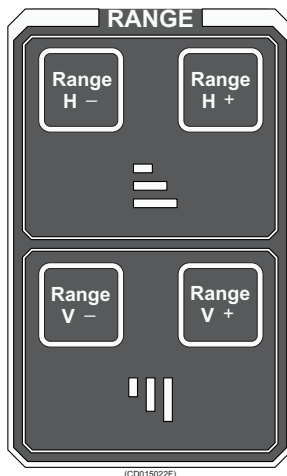 RANGE
Range Range
H – H +
Range Range
V – V +
(CD015022E)